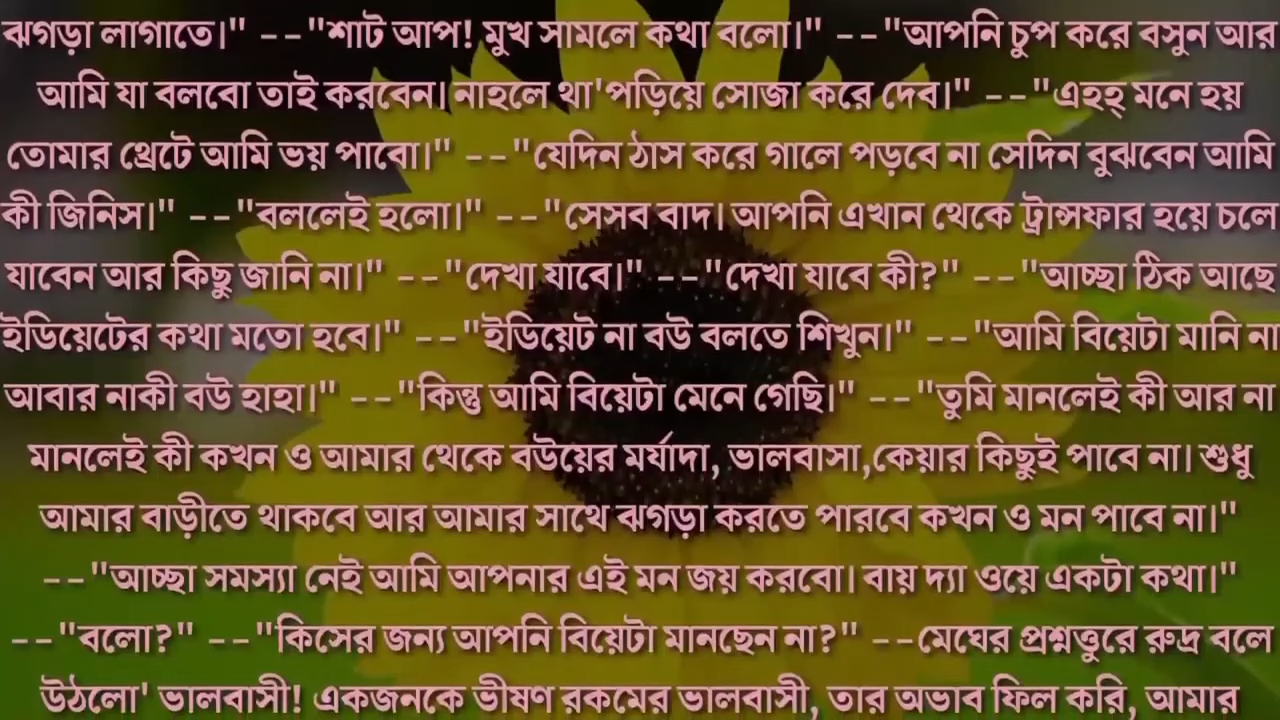 ঝগড়া লাগাতে।" --"শাট আপ! মুখ সামলে কথা বলো।" --"আপনি চুপ করে বসুন আর
আমি যা বলবো তাই করবেন। নাহলে থা'পড়িয়ে সোজা করে দেব।" --"এহহ্ মনে হয়
তোমার থ্রেটে আমি ভয় পাবো।" --"যেদিন ঠাস করে গালে পড়বে না সেদিন বুঝবেন আমি
কী জিনিস।" --"বললেই হলো।" --"সেসব বাদ। আপনি এখান থেকে ট্রান্সফার হয়ে চলে
যাবেন আর কিছু জানি না।" --"দেখা যাবে।" --"দেখা যাবে কী?" --"আচ্ছা ঠিক আছে
ইডিয়েটের কথা মতো হবে।" --"ইডিয়েট না বউ বলতে শিখুন।" --"আমি বিয়েটা মানি না
আবার নাকী বউ হাহা।" --"কিন্তু আমি বিয়েটা মেনে গেছি।" --"তুমি মানলেই কী আর না
মানলেই কী কখন ও আমার থেকে বউয়ের মর্যাদা, ভালবাসা,কেয়ার কিছুই পাবে না। শুধু
আমার বাড়ীতে থাকবে আর আমার সাথে ঝগড়া করতে পারবে কখন ও মন পাবে না।"
--"আচ্ছা সমস্যা নেই আমি আপনার এই মন জয় করবো। বায় দ্যা ওয়ে একটা কথা।"
--"বলো?" --"কিসের জন্য আপনি বিয়েটা মানছেন না?" --মেঘের প্রশ্নত্তুরে রুদ্র বলে
উঠলো' ভালবাসী! একজনকে ভীষণ রকমের ভালবাসী, তার অভাব ফিল করি, আমার